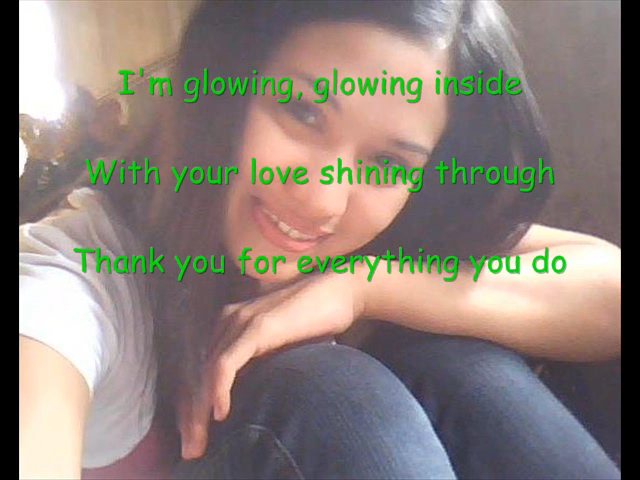 I'm glowing, glowing inside
With your love shining through
Thank you for everything you do